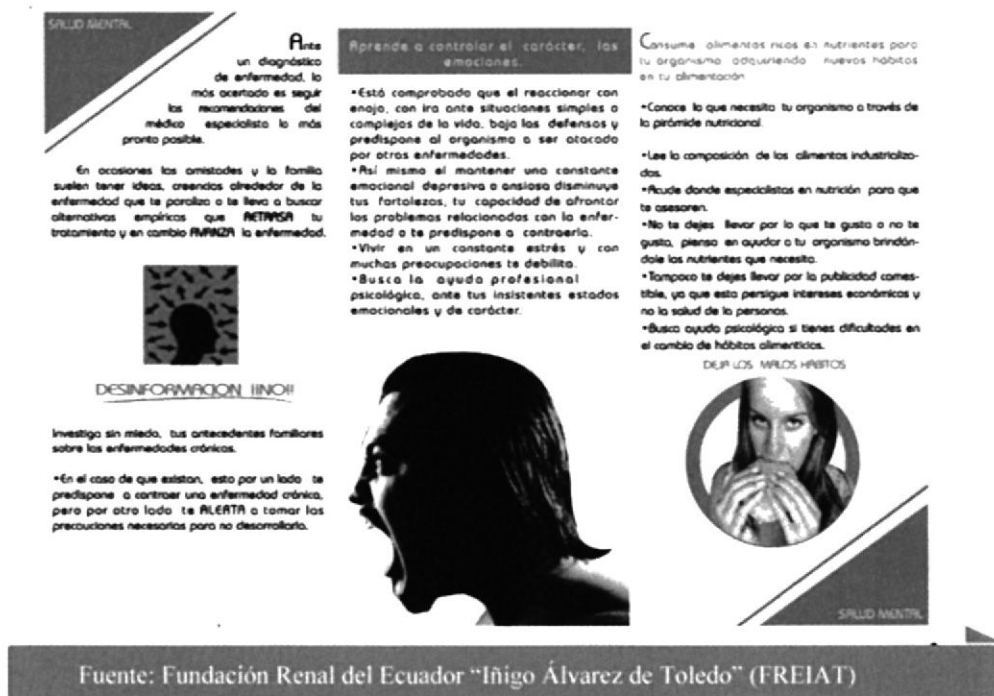 SALUD MENTAL
Ante
un diagnóstico
de enfermedad, lo
más acertado es seguir
las recomendaciones del
médico especialista lo más
pronto posible.
En ocasiones las amistades y la familia
suelen tener ideas, creencias alrededor de la
enfermedad que te paraliza o te lleva a buscar
alternativas empíricas que RETRASA tu
tratamiento y en cambio AVANZA la enfermedad.
DESINFORMACION !!NO!!
Investiga sin miedo, tus antecedentes familiares
sobre las enfermedades crónicas.
•En el caso de que existan, esto por un lado te
predispone a contraer una enfermedad crónica,
pero por otro lado te ALERTA a tomar las
precauciones necesarias para no desarrollarla.
Aprende a controlar el carácter, las
emociones.
•Está comprobado que el reaccionar con
enojo, con ira ante situaciones simples o
complejas de la vida, baja las defensas y
predispone al organismo a ser atacado
por otras enfermedades.
•Así mismo el mantener una constante
emocional depresiva o ansiosa disminuye
tus fortalezas, tu capacidad de afrontar
los problemas relacionados con la enfer-
medad o te predispone a contraerla.
•Vivir en un constante estrés y con
muchas preocupaciones te debilita.
•Busca la ayuda profesional
psicológica, ante tus insistentes estados
emocionales y de carácter.
Consume alimentos ricos en nutrientes para
tu organismo adquiriendo nuevos hábitos
en tu alimentación
•Conoce lo que necesita tu organismo a través de
la pirámide nutricional.
•Lee la composición de los alimentos industrializa-
dos.
•Acude donde especialistas en nutrición para que
te asesoren.
•No te dejes llevar por lo que te gusta o no te
gusta, piensa en ayudar a tu organismo brindán-
dole los nutrientes que necesita.
•Tampoco te dejes llevar por la publicidad comes-
tible, ya que esta persigue intereses económicos y
no la salud de la personas.
•Busca ayuda psicológica si tienes dificultades en
el cambio de hábitos alimenticios.
DEJA LOS MALOS HABITOS
SALUD MENTAL
Fuente: Fundación Renal del Ecuador “Iñigo Álvarez de Toledo” (FREIAT)